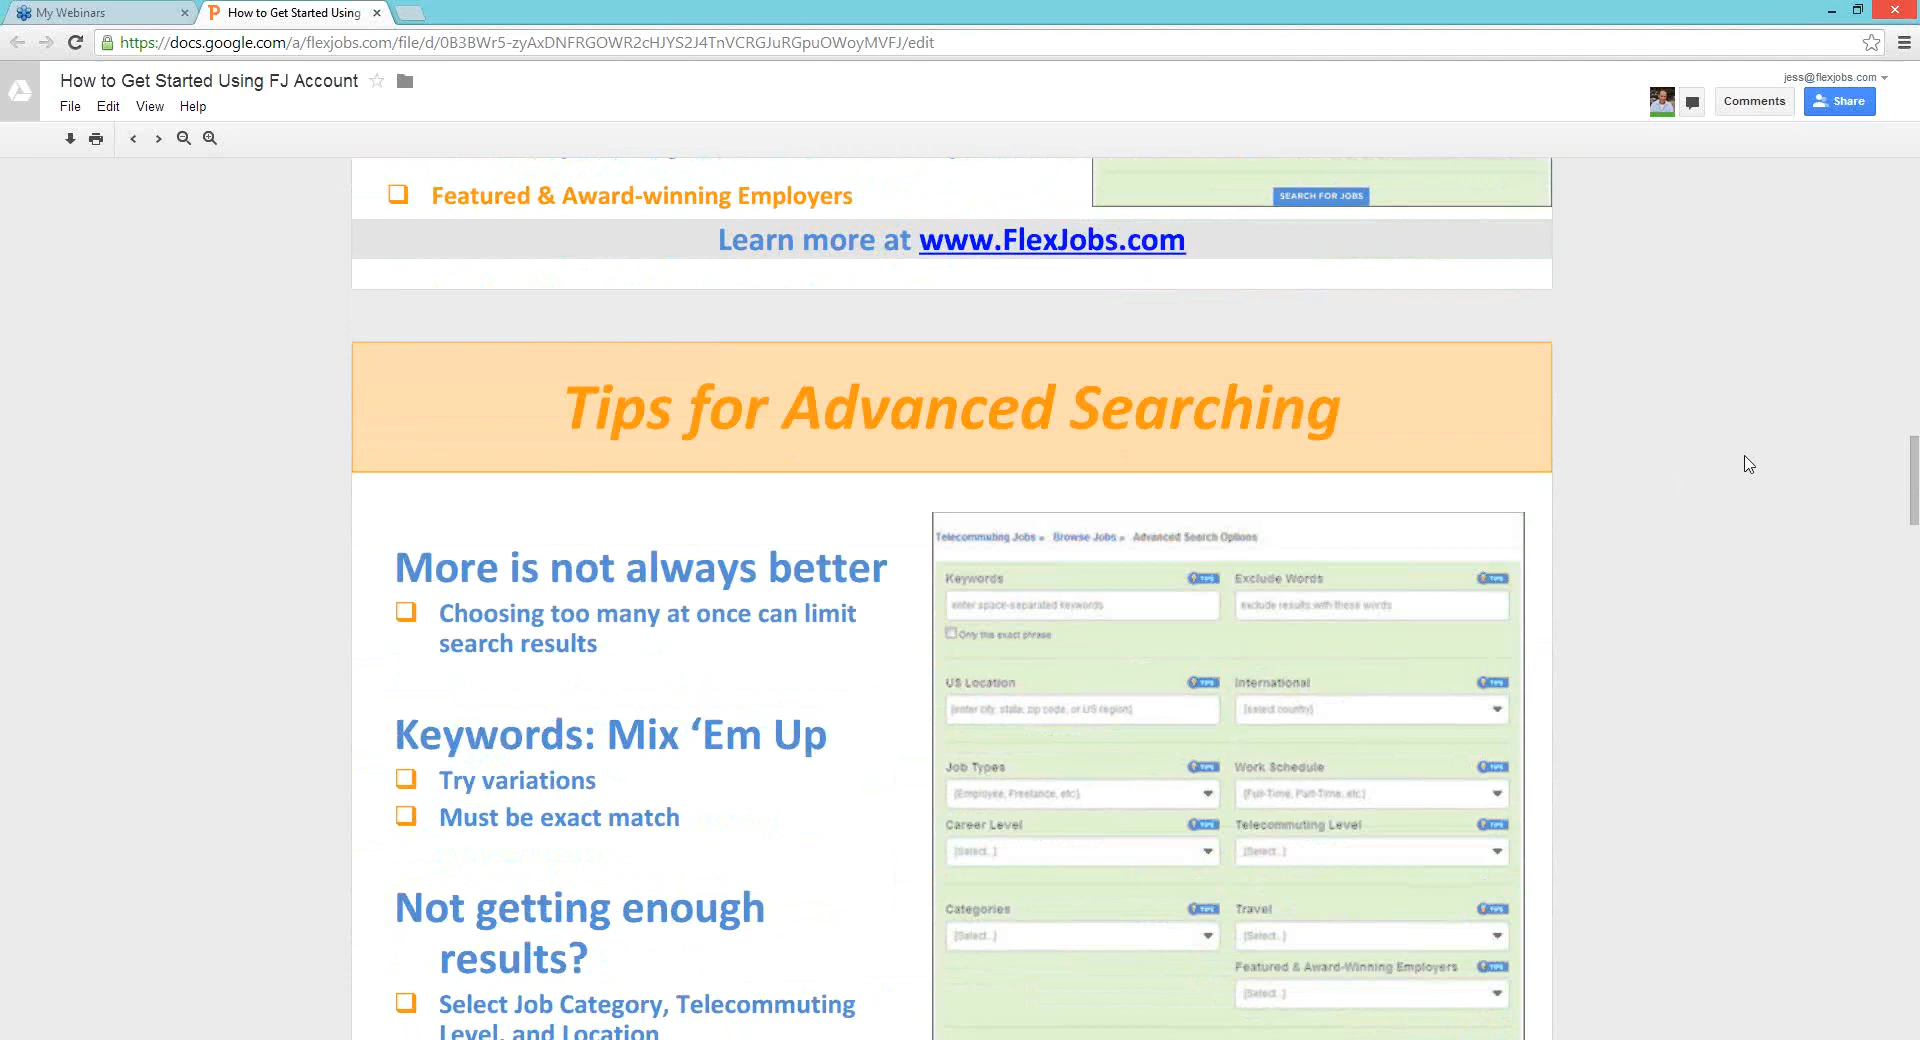 My Webinars
How to Get Started Using
https://docs.google.com/a/flexjobs.com/file/d/0B3BWr5-zyAxDNFRGOWR2cHJYS2J4TnVCRGJuRGpuOWoyMVFJ/edit
How to Get Started Using FJ Account
jess@flexjobs.com
File Edit View Help
Comments
Share
Featured & Award-winning Employers
SEARCH FOR JOBS
Learn more at www.FlexJobs.com
Tips for Advanced Searching
More is not always better
Choosing too many at once can limit
search results
Keywords: Mix ‘Em Up
Try variations
Must be exact match
Not getting enough
results?
Select Job Category, Telecommuting
Level, and Location
Telecommuting Jobs » Browse Jobs » Advanced Search Options
Keywords TIPS Exclude Words TIPS
enter space-separated keywords exclude results with these words
Only this exact phrase
US Location TIPS International TIPS
[enter city, state, zip code, or US region] [select country]
Job Types TIPS Work Schedule TIPS
[Employee, Freelance, etc] [Full-Time, Part-Time, etc]
Career Level TIPS Telecommuting Level TIPS
[Select..] [Select..]
Categories TIPS Travel TIPS
[Select..] [Select..]
Featured & Award-Winning Employers TIPS
[Select..]